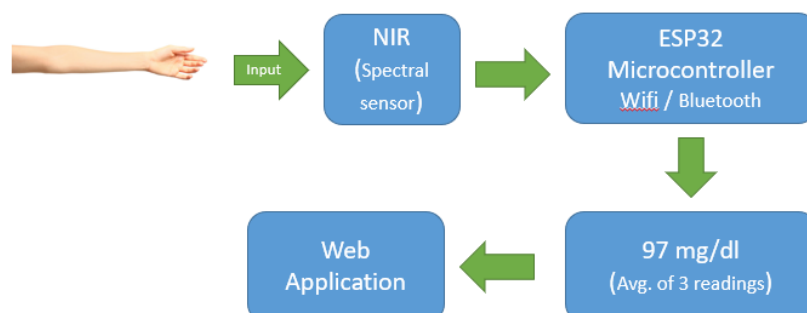 Input
NIR
(Spectral
sensor)
ESP32
Microcontroller
Wifi / Bluetooth
97 mg/dl
(Avg. of 3 readings)
Web
Application